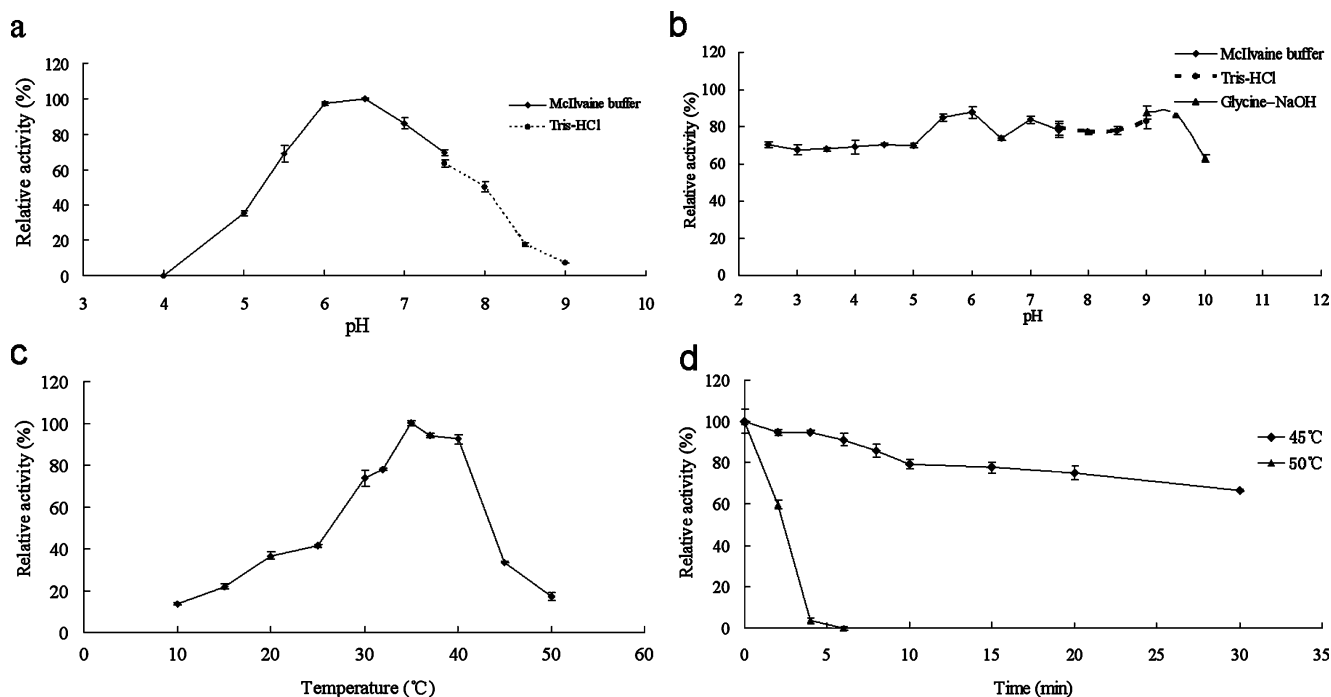 a
120
100
80
60
40
20
0
Relative activity (%)
McIlvaine buffer
Tris-HCl
3 4 5 6 7 8 9 10
pH
b
120
100
80
60
40
20
0
Relative activity (%)
McIlvaine buffer
Tris-HCl
Glycine–NaOH
2 3 4 5 6 7 8 9 10 11 12
pH
c
120
100
80
60
40
20
0
Relative activity (%)
0 10 20 30 40 50 60
Temperature (℃)
d
120
100
80
60
40
20
0
Relative activity (%)
45℃
50℃
0 5 10 15 20 25 30 35
Time (min)